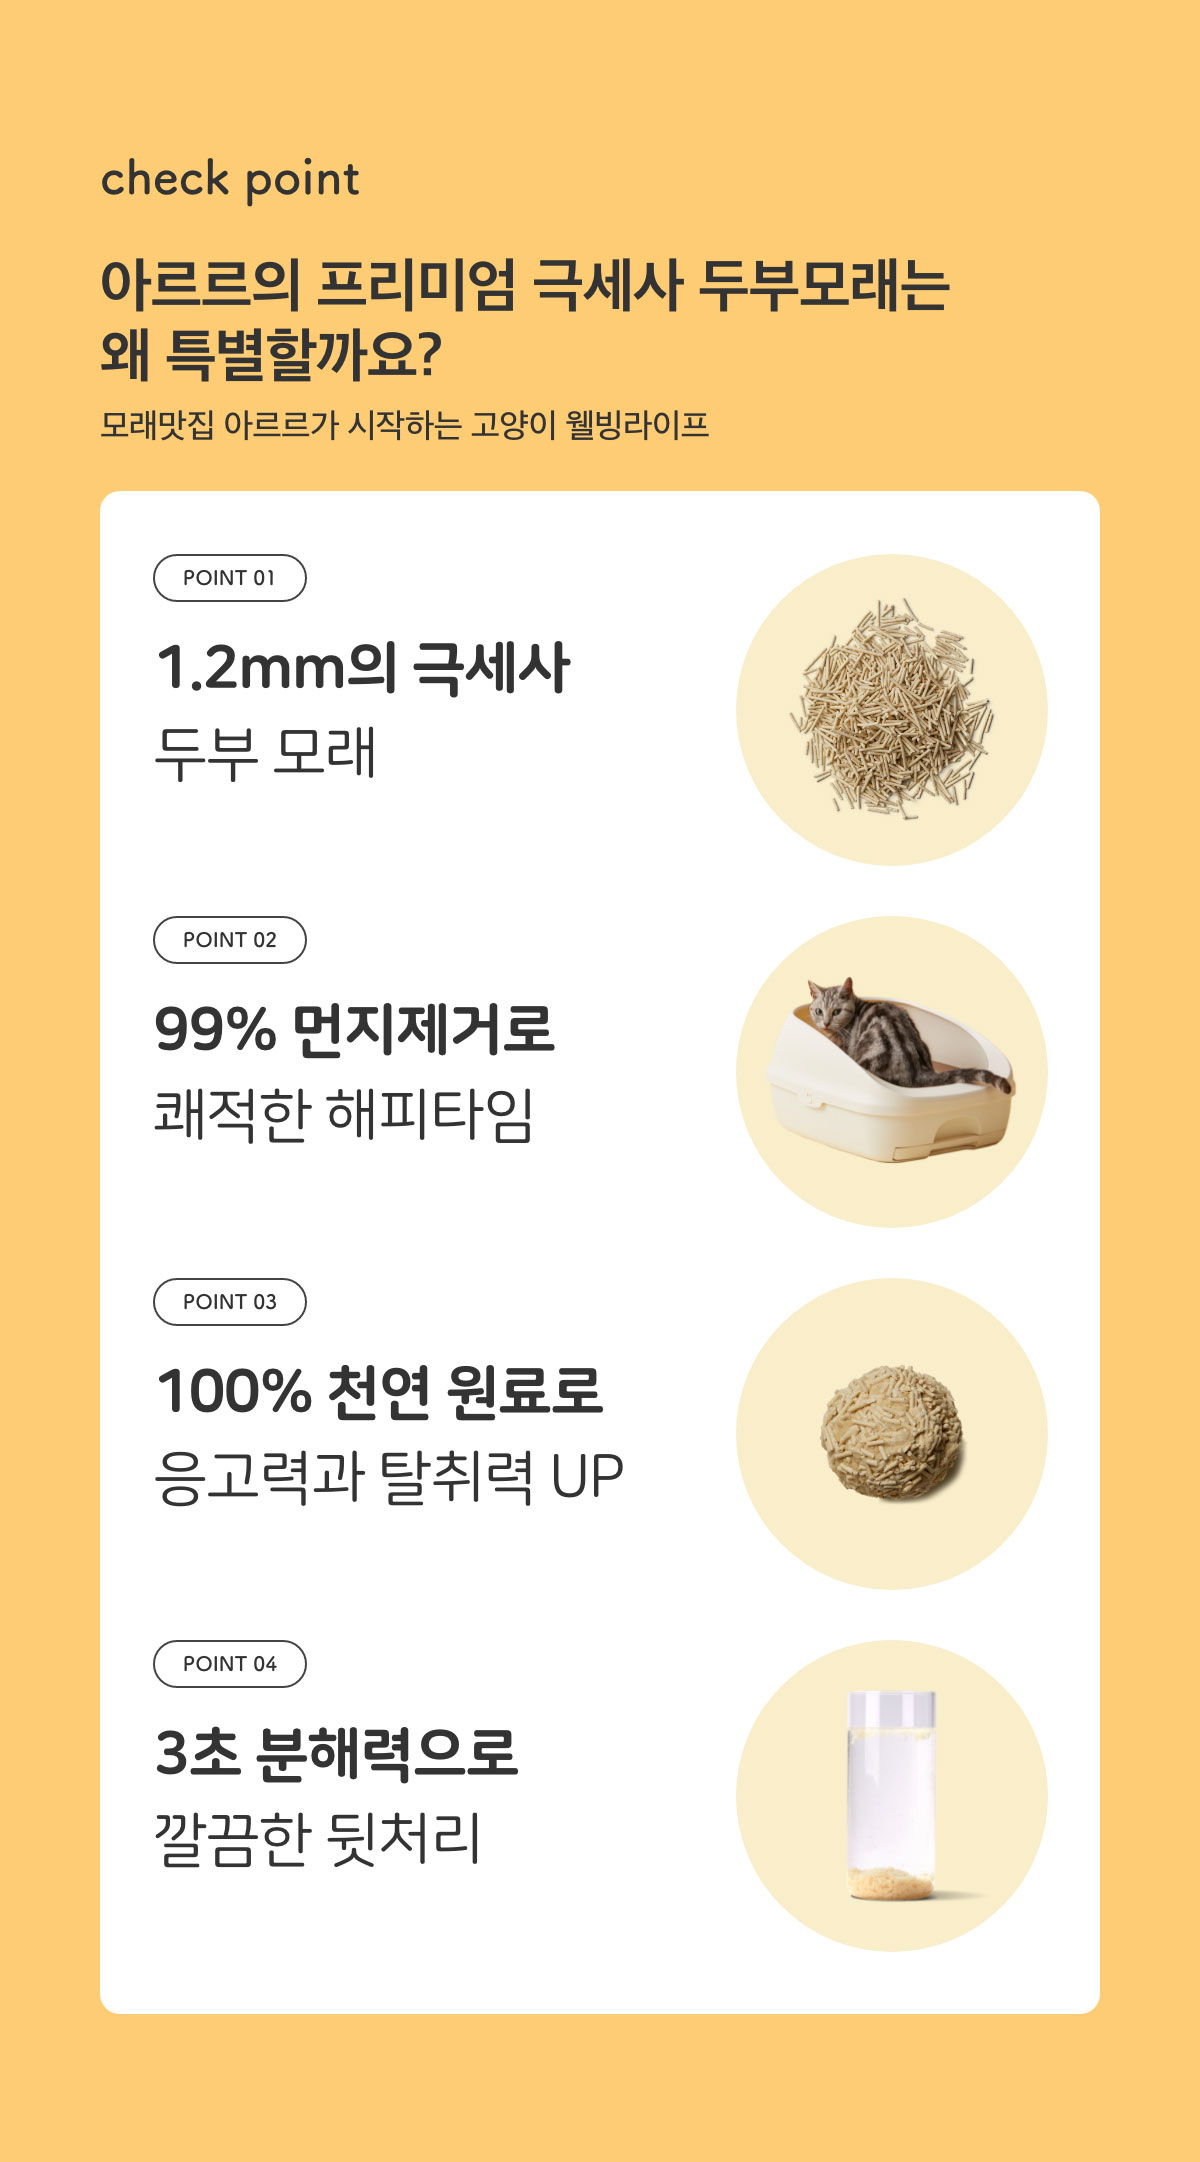 check point
아르르의 프리미엄 극세사 두부모래는
왜 특별할까요?
모래맛집 아르르가 시작하는 고양이 웰빙라이프
POINT 01
1.2mm의 극세사
두부 모래
POINT 02
99% 먼지제거로
쾌적한 해피타임
POINT 03
100% 천연 원료로
응고력과 탈취력 UP
POINT 04
3초 분해력으로
깔끔한 뒷처리